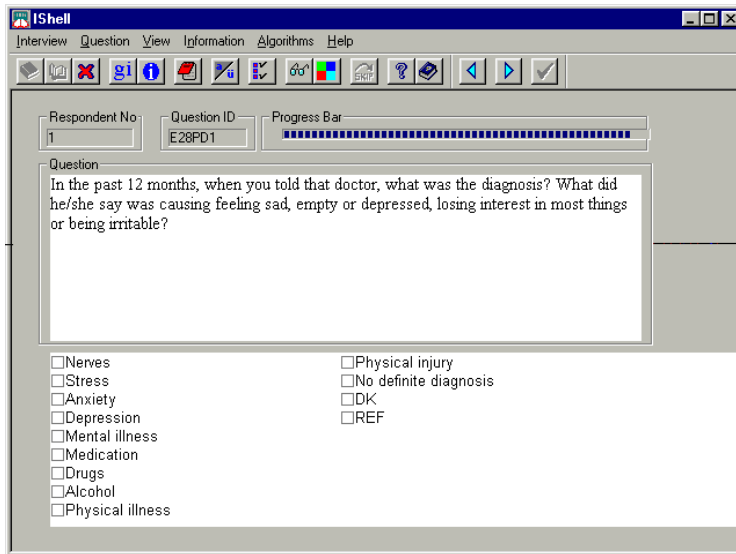 IShell
Interview Question View Information Algorithms Help
gi i a/ü SKIP ?
Respondent No Question ID Progress Bar
1 E28PD1
Question
In the past 12 months, when you told that doctor, what was the diagnosis? What did
he/she say was causing feeling sad, empty or depressed, losing interest in most things
or being irritable?
Nerves Physical injury
Stress No definite diagnosis
Anxiety DK
Depression REF
Mental illness
Medication
Drugs
Alcohol
Physical illness